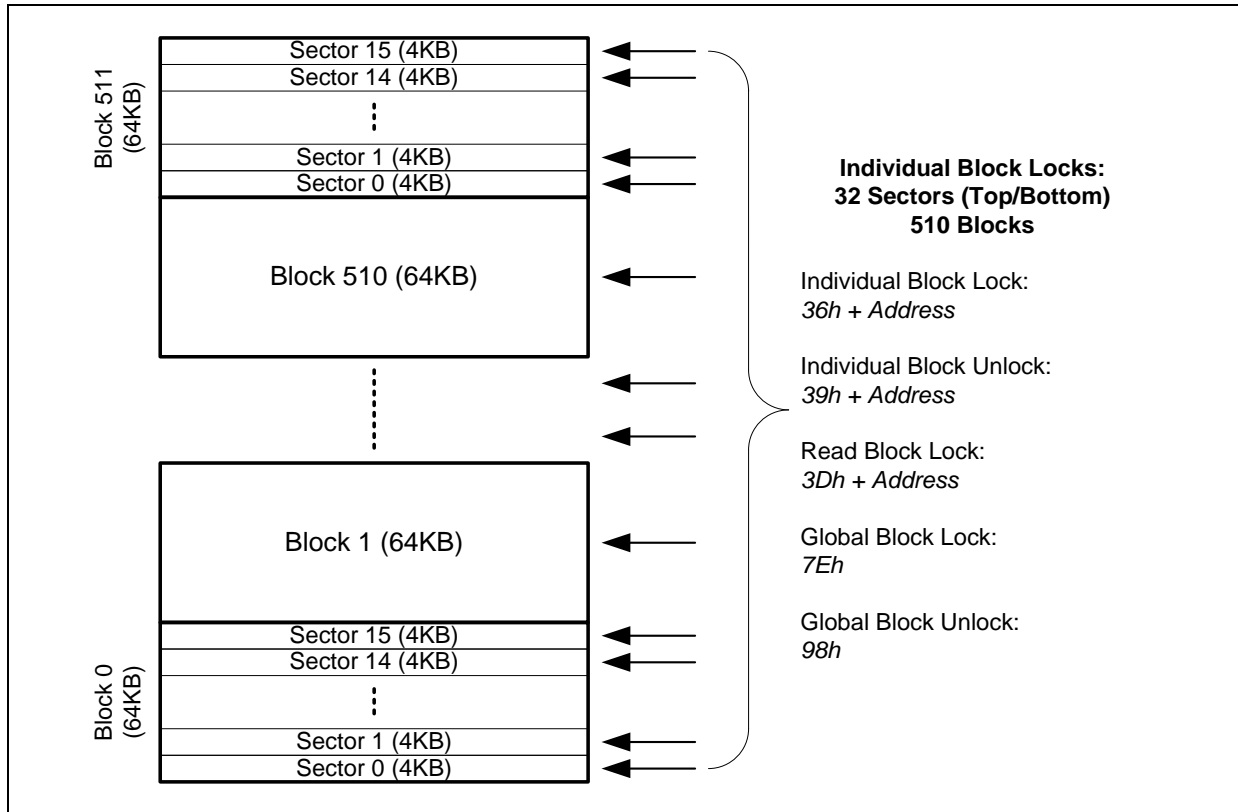 Block 511
(64KB)
Sector 15 (4KB)
Sector 14 (4KB)
Sector 1 (4KB)
Sector 0 (4KB)
Block 510 (64KB)
Block 1 (64KB)
Block 0
(64KB)
Sector 15 (4KB)
Sector 14 (4KB)
Sector 1 (4KB)
Sector 0 (4KB)
Individual Block Locks:
32 Sectors (Top/Bottom)
510 Blocks
Individual Block Lock:
36h + Address
Individual Block Unlock:
39h + Address
Read Block Lock:
3Dh + Address
Global Block Lock:
7Eh
Global Block Unlock:
98h